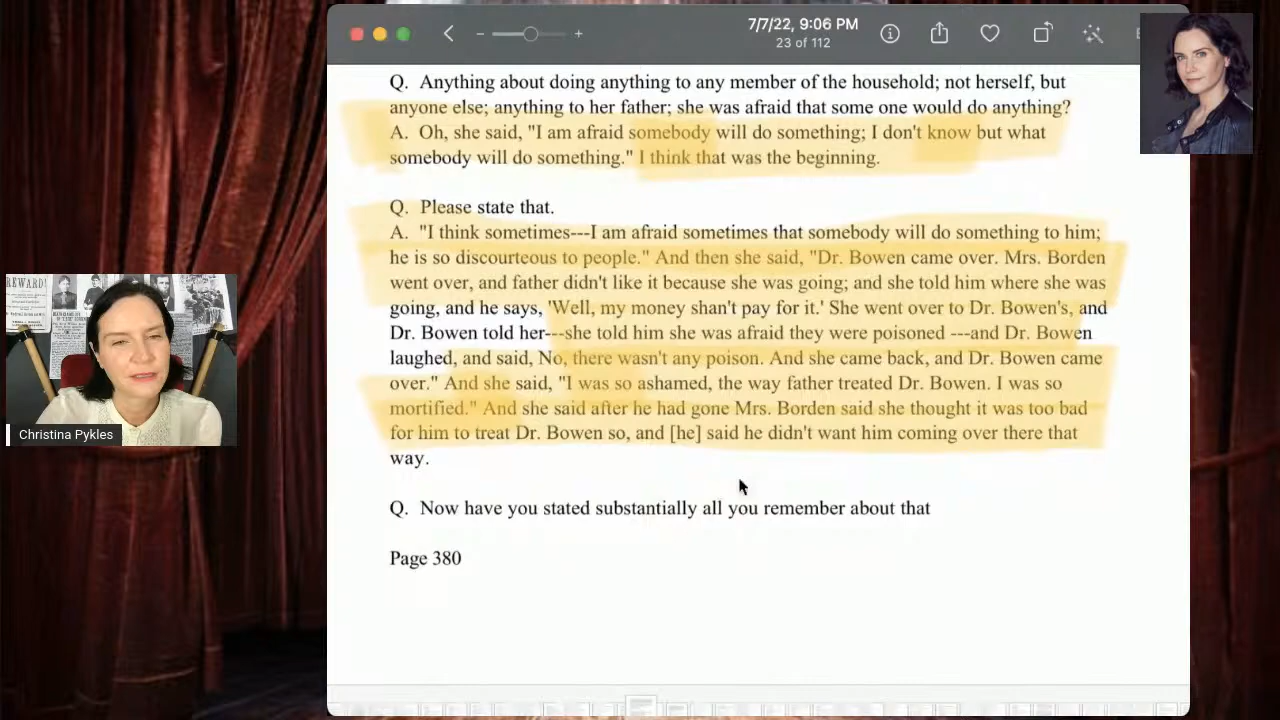 7/7/22, 9:06 PM
23 of 112
Q. Anything about doing anything to any member of the household; not herself, but
anyone else; anything to her father; she was afraid that some one would do anything?
A. Oh, she said, "I am afraid somebody will do something; I don't know but what
somebody will do something." I think that was the beginning.
Q. Please state that.
A. "I think sometimes---I am afraid sometimes that somebody will do something to him;
he is so discourteous to people." And then she said, "Dr. Bowen came over. Mrs. Borden
went over, and father didn't like it because she was going; and she told him where she was
going, and he says, 'Well, my money shan't pay for it.' She went over to Dr. Bowen's, and
Dr. Bowen told her---she told him she was afraid they were poisoned ---and Dr. Bowen
laughed, and said, No, there wasn't any poison. And she came back, and Dr. Bowen came
over." And she said, "I was so ashamed, the way father treated Dr. Bowen. I was so
mortified." And she said after he had gone Mrs. Borden said she thought it was too bad
for him to treat Dr. Bowen so, and [he] said he didn't want him coming over there that
way.
Q. Now have you stated substantially all you remember about that
Page 380
REWARD!
Christina Pykles